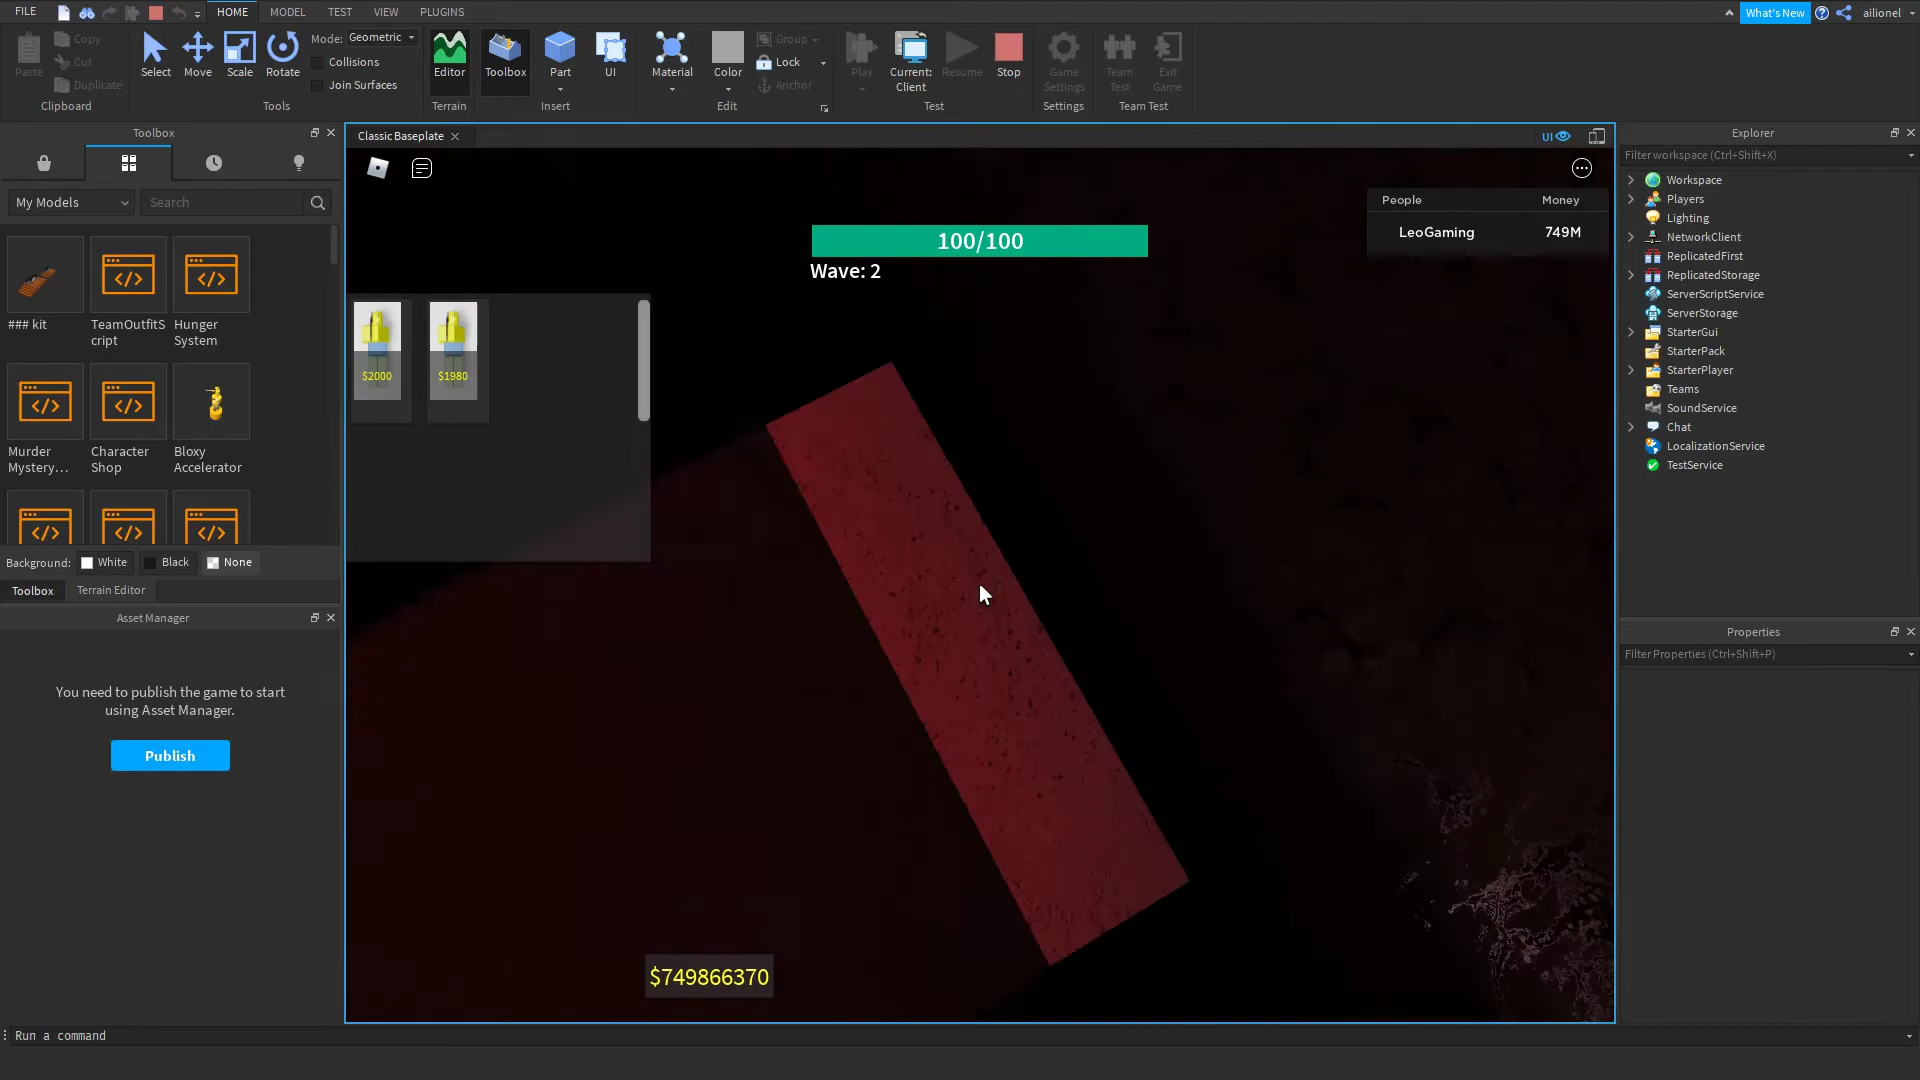 FILE
HOME
MODEL
TEST
VIEW
PLUGINS
What's New
ailionel
Paste
Copy
Cut
Duplicate
Clipboard
Select
Move
Scale
Rotate
Mode: Geometric
Collisions
Join Surfaces
Tools
Editor
Terrain
Toolbox
Part
UI
Insert
Material
Color
Group
Lock
Anchor
Edit
Play
Current:
Client
Resume
Stop
Test
Game
Settings
Settings
Team
Test
Exit
Game
Team Test
Toolbox
My Models
Search
### kit
TeamOutfitS
cript
Hunger
System
Murder
Mystery...
Character
Shop
Bloxy
Accelerator
Background: White Black None
Toolbox
Terrain Editor
Asset Manager
You need to publish the game to start
using Asset Manager.
Publish
Classic Baseplate
UI
People Money
LeoGaming 749M
100/100
Wave: 2
$2000
$1980
$749866370
Explorer
Filter workspace (Ctrl+Shift+X)
Workspace
Players
Lighting
NetworkClient
ReplicatedFirst
ReplicatedStorage
ServerScriptService
ServerStorage
StarterGui
StarterPack
StarterPlayer
Teams
SoundService
Chat
LocalizationService
TestService
Properties
Filter Properties (Ctrl+Shift+P)
Run a command